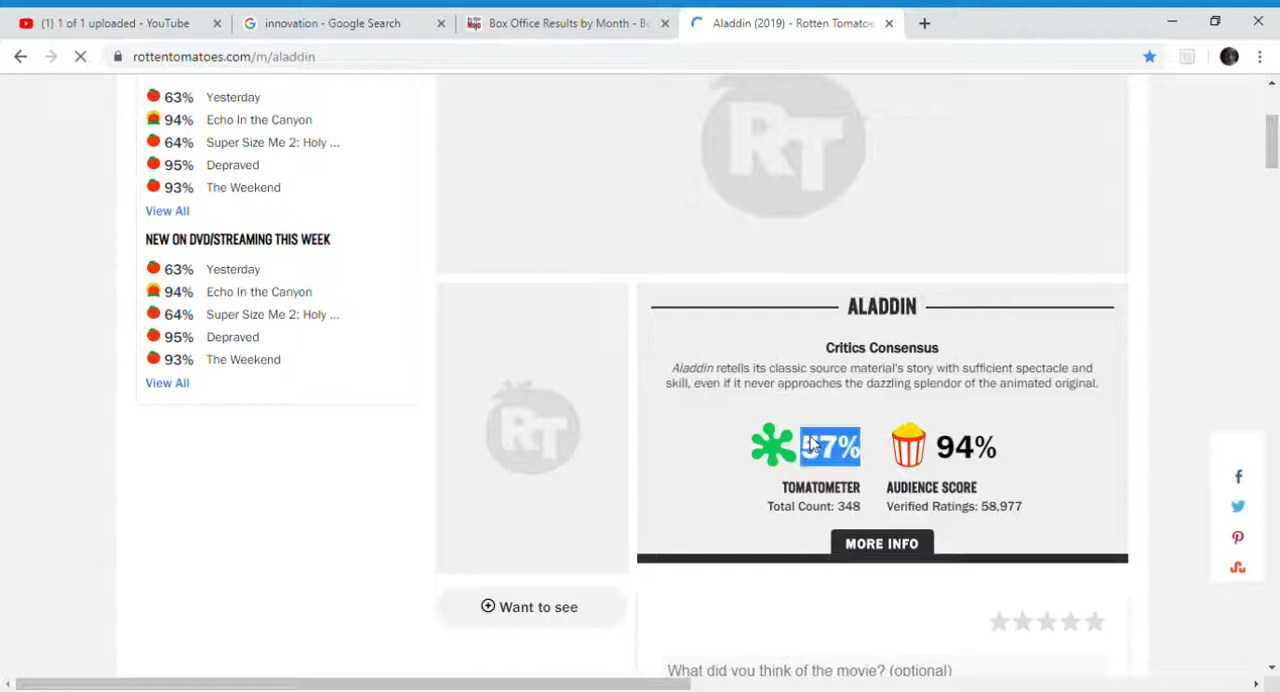 (1) 1 of 1 uploaded - YouTube
innovation - Google Search
Mojo
Box Office Results by Month - Bo
Aladdin (2019) - Rotten Tomatoe
rottentomatoes.com/m/aladdin
63% Yesterday
94% Echo In the Canyon
64% Super Size Me 2: Holy ...
95% Depraved
93% The Weekend
View All
NEW ON DVD/STREAMING THIS WEEK
63% Yesterday
94% Echo In the Canyon
64% Super Size Me 2: Holy ...
95% Depraved
93% The Weekend
View All
RT
RT
ALADDIN
Critics Consensus
Aladdin retells its classic source material's story with sufficient spectacle and
skill, even if it never approaches the dazzling splendor of the animated original.
57% 94%
TOMATOMETER AUDIENCE SCORE
Total Count: 348 Verified Ratings: 58,977
MORE INFO
Want to see
What did you think of the movie? (optional)